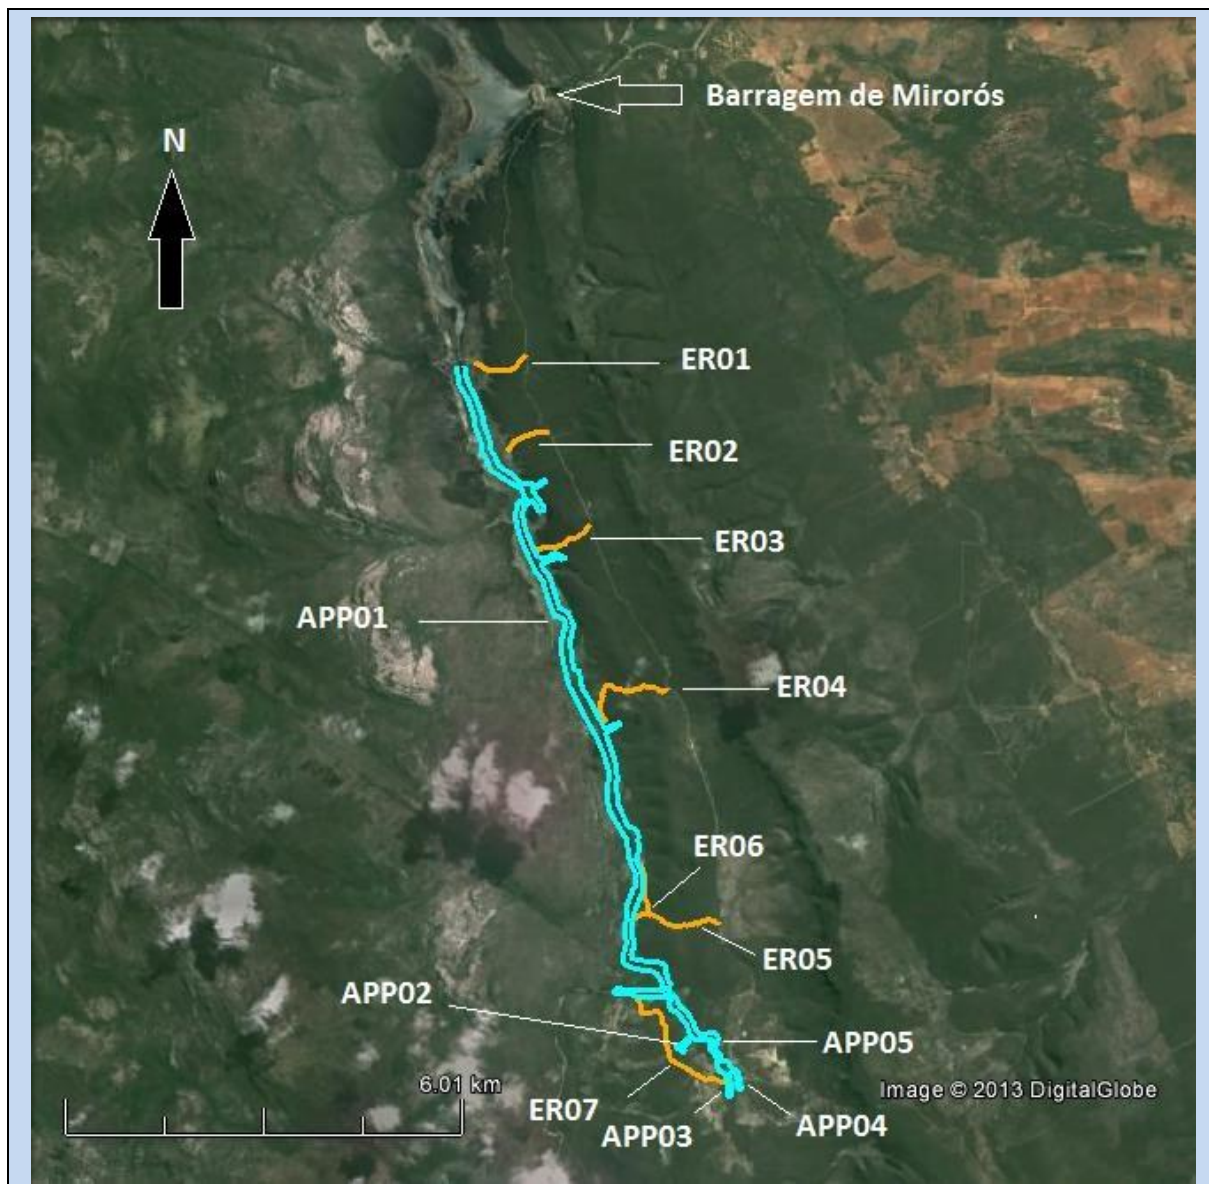 Barragem de Mirorós
N
ER01
ER02
ER03
APP01
ER04
ER06
ER05
APP02
APP05
6.01 km
Image © 2013 DigitalGlobe
ER07
APP03
APP04